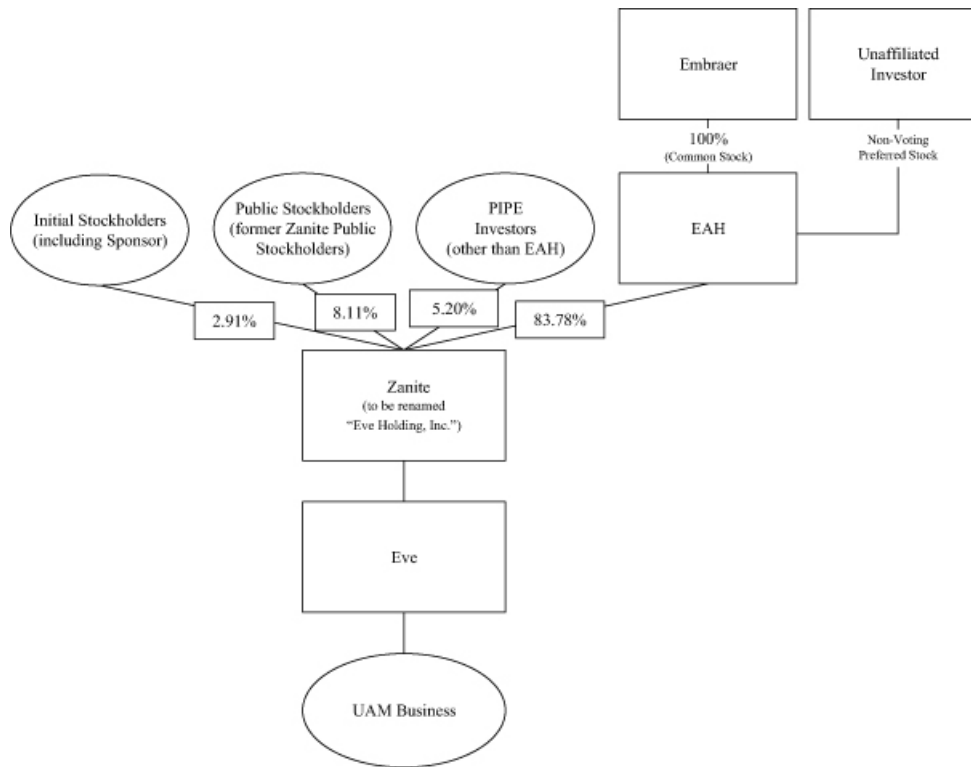 Embraer
Unaffiliated
Investor
100%
(Common Stock)
Non-Voting
Preferred Stock
Initial Stockholders
(including Sponsor)
Public Stockholders
(former Zanite Public
Stockholders)
PIPE
Investors
(other than EAH)
EAH
2.91%
8.11%
5.20%
83.78%
Zanite
(to be renamed
“Eve Holding, Inc.”)
Eve
UAM Business